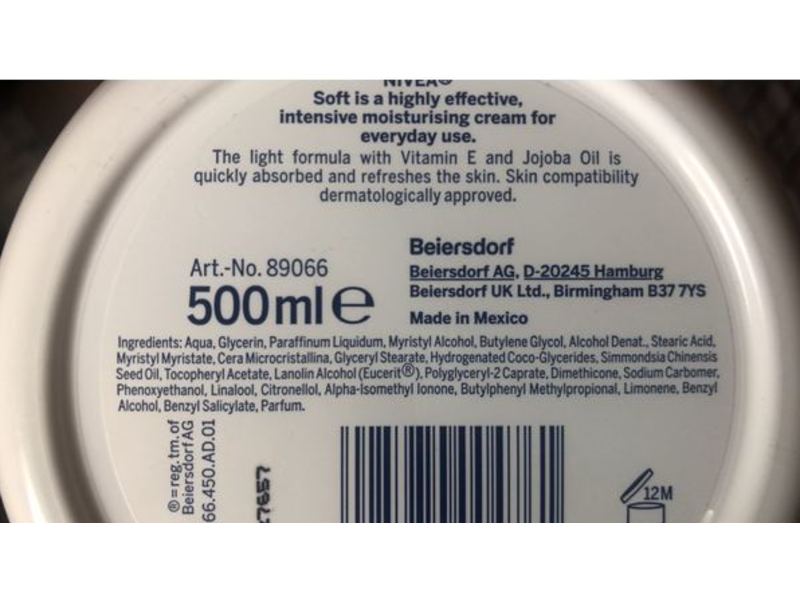 NIVEA®
Soft is a highly effective,
intensive moisturising cream for
everyday use.
The light formula with Vitamin E and Jojoba Oil is
quickly absorbed and refreshes the skin. Skin compatibility
dermatologically approved.
Art.-No. 89066
500ml e
Beiersdorf
Beiersdorf AG, D-20245 Hamburg
Beiersdorf UK Ltd., Birmingham B37 7YS
Made in Mexico
Ingredients: Aqua, Glycerin, Paraffinum Liquidum, Myristyl Alcohol, Butylene Glycol, Alcohol Denat., Stearic Acid,
Myristyl Myristate, Cera Microcristallina, Glyceryl Stearate, Hydrogenated Coco-Glycerides, Simmondsia Chinensis
Seed Oil, Tocopheryl Acetate, Lanolin Alcohol (Eucerit®), Polyglyceryl-2 Caprate, Dimethicone, Sodium Carbomer,
Phenoxyethanol, Linalool, Citronellol, Alpha-Isomethyl Ionone, Butylphenyl Methylpropional, Limonene, Benzyl
Alcohol, Benzyl Salicylate, Parfum.
®=reg.tm.of
Beiersdorf AG
66.450.AD.01
12M